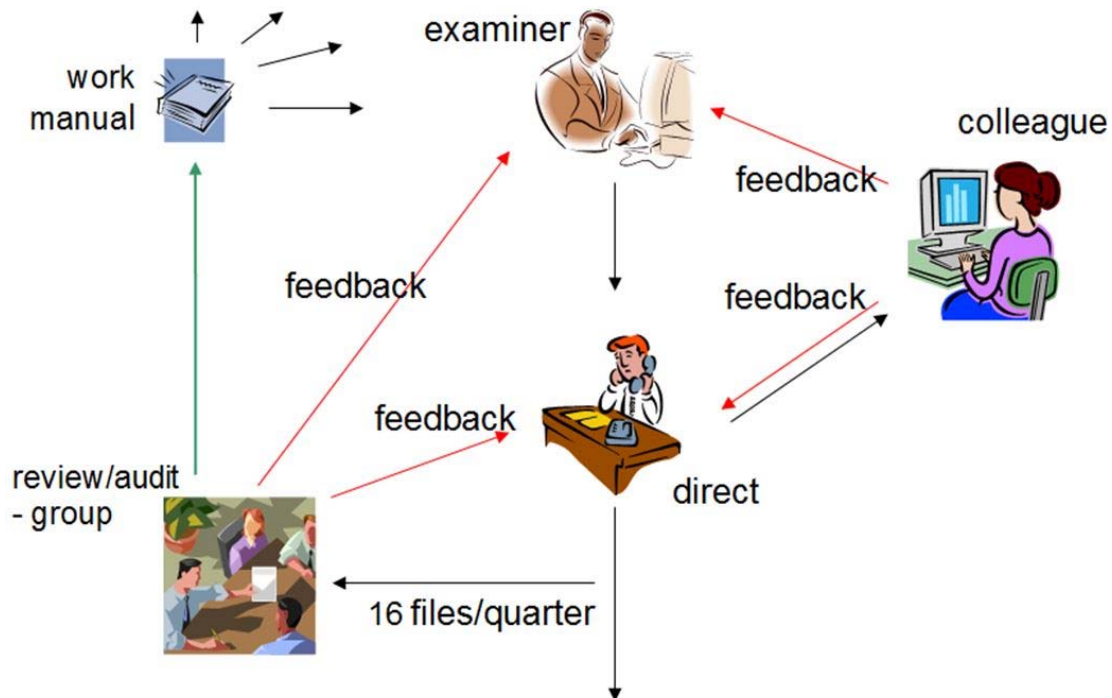 examiner
work
manual
colleague
feedback
feedback
feedback
feedback
review/audit
- group
direct
16 files/quarter